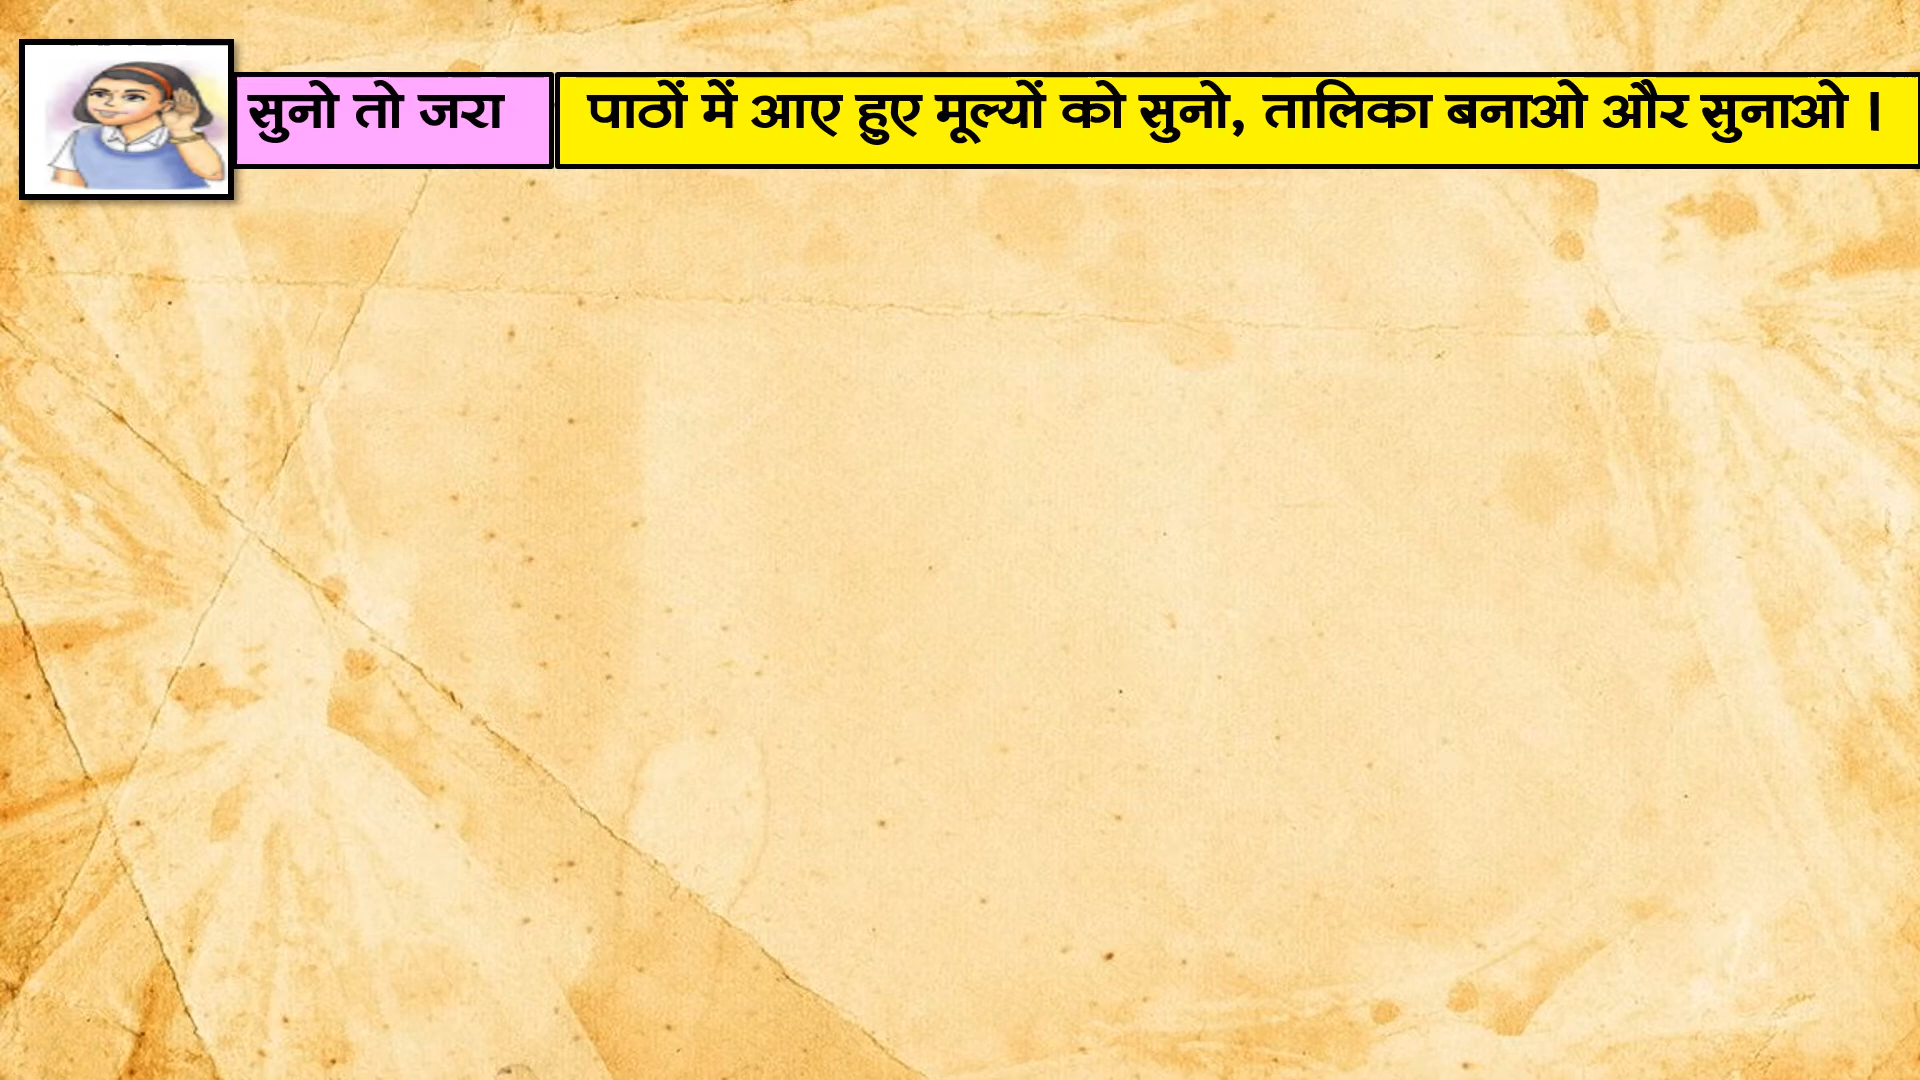 सुनो तो जरा
पाठों में आए हुए मूल्यों को सुनो, तालिका बनाओ और सुनाओ ।